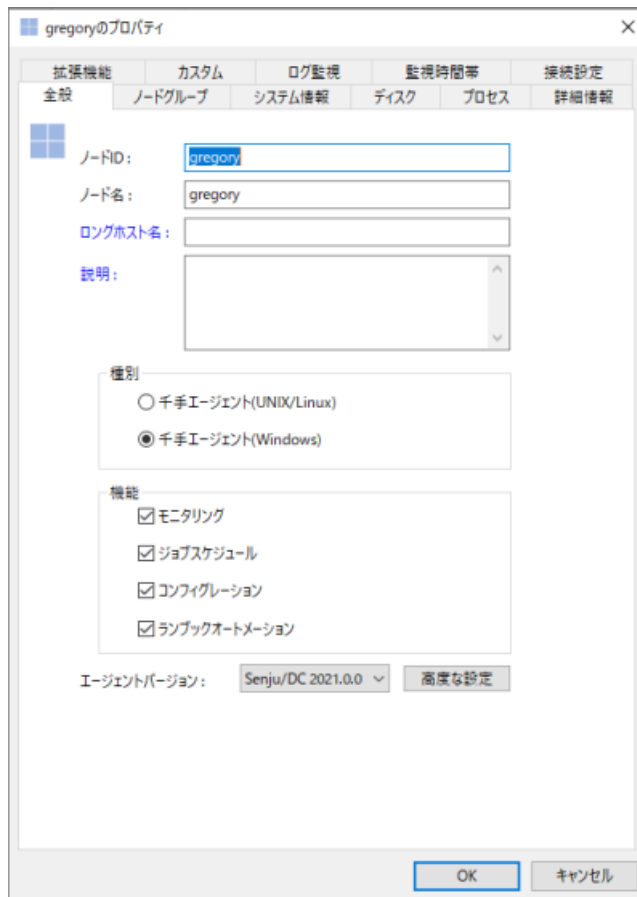 gregoryのプロパティ
拡張機能 カスタム ログ監視 監視時間帯 接続設定
全般 ノードグループ システム情報 ディスク プロセス 詳細情報
ノードID: gregory
ノード名: gregory
ロングホスト名:
説明:
種別
千手エージェント(UNIX/Linux)
千手エージェント(Windows)
機能
モニタリング
ジョブスケジュール
コンフィグレーション
ランブックオートメーション
エージェントバージョン: Senju/DC 2021.0.0 高度な設定
OK キャンセル